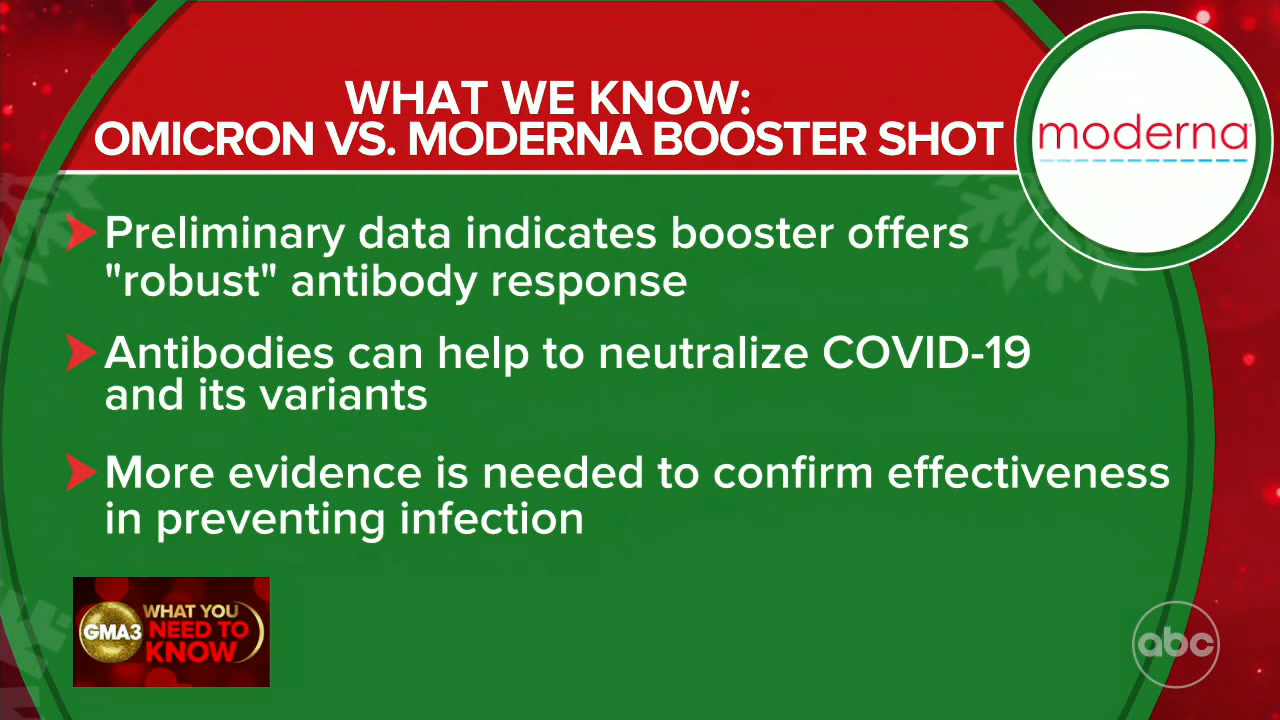 WHAT WE KNOW:
OMICRON VS. MODERNA BOOSTER SHOT
moderna
Preliminary data indicates booster offers
"robust" antibody response
Antibodies can help to neutralize COVID-19
and its variants
More evidence is needed to confirm effectiveness
in preventing infection
GMA3
WHAT YOU
NEED TO
KNOW
abc